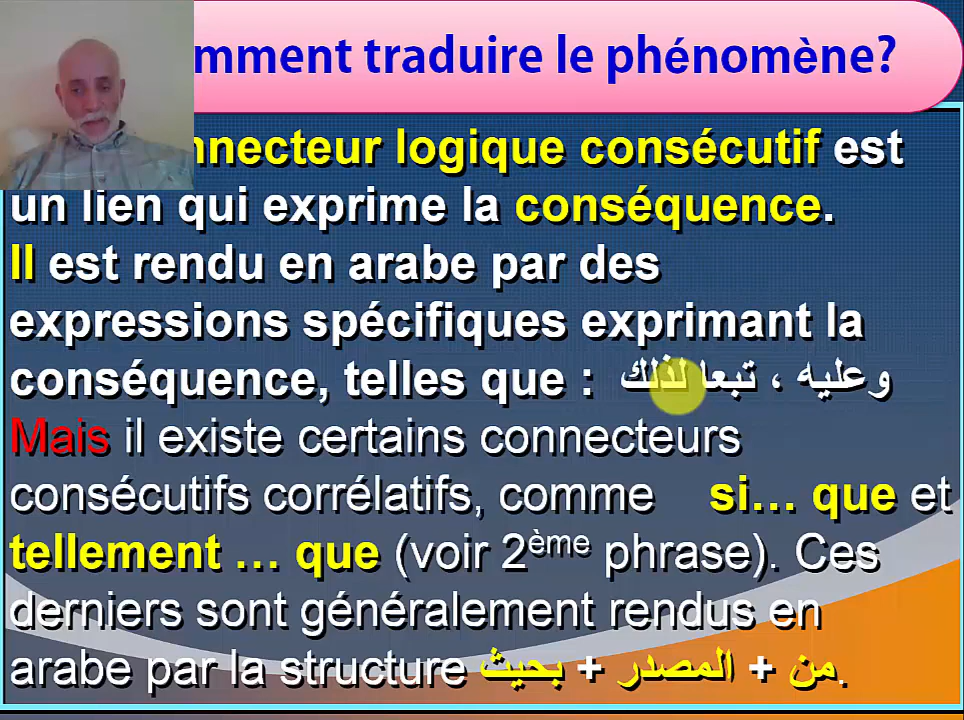 mment traduire le phénomène?
nnecteur logique consécutif est
un lien qui exprime la conséquence.
Il est rendu en arabe par des
expressions spécifiques exprimant la
conséquence, telles que : وعليه ، تبعا لذلك
Mais il existe certains connecteurs
consécutifs corrélatifs, comme si… que et
tellement … que (voir 2ème phrase). Ces
derniers sont généralement rendus en
arabe par la structure من + المصدر + بحيث.